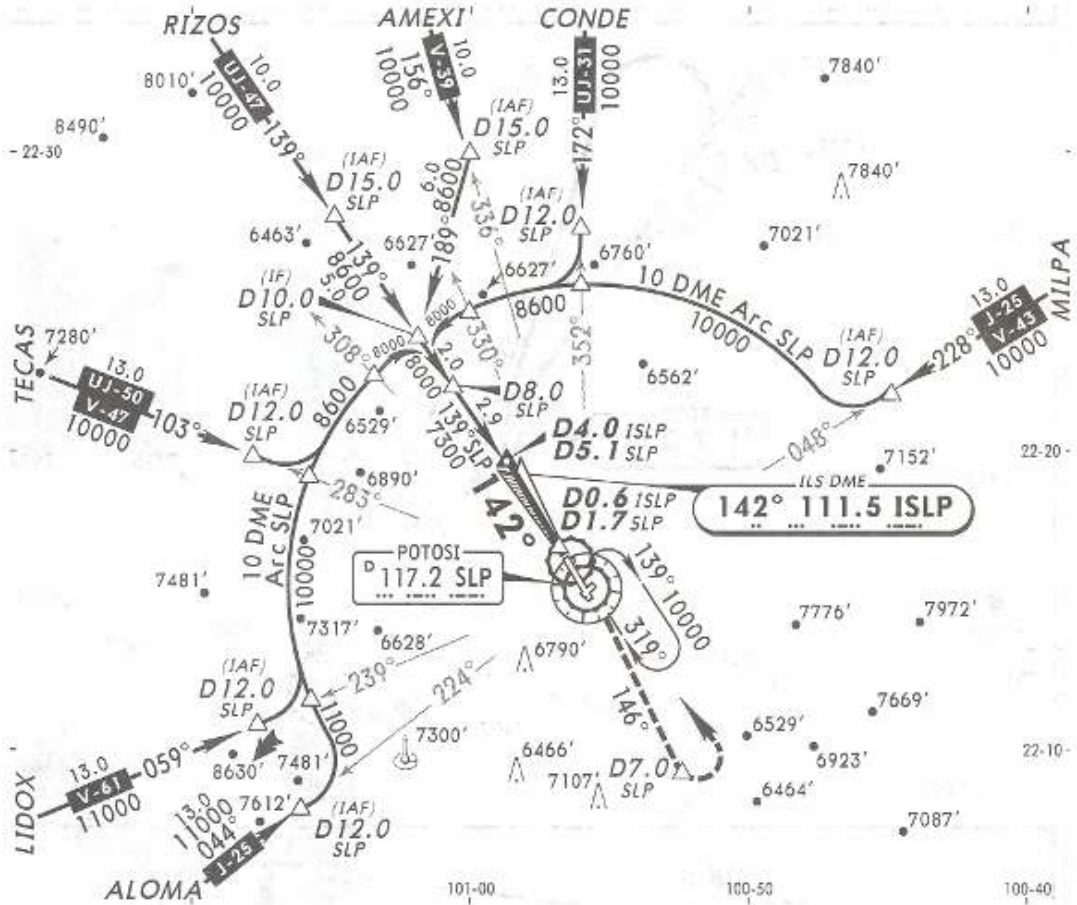 RIZOS
AMEXI
CONDE
8010'
UJ-47
10.0
10000
139°
V-39
10.0
156°
10000
13.0
UJ-31
10000
7840'
8490'
22-30
(IAF)
D15.0
SLP
(IAF)
D15.0
SLP
172°
7840'
6.0
8600
189°
336°
(IAF)
D12.0
SLP
6463'
139°
8600
5.0
6627'
6627'
6760'
7021'
(IF)
D10.0
SLP
8000
8600
10 DME Arc SLP
10000
13.0
J-25
V-43
10000
MILPA
TECAS
7280'
308°
8000
330°
352°
(IAF)
D12.0
SLP
228°
13.0
UJ-50
V-47
10000
103°
(IAF)
D12.0
SLP
8600
2.0
8000
6562'
D8.0
SLP
6529'
2.9
139° SLP
7300
D4.0 ISLP
D5.1 SLP
048°
22-20
283°
6890'
142°
7152'
ILS DME
142° 111.5 ISLP
D0.6 ISLP
D1.7 SLP
10 DME
Arc SLP
10000
7021'
POTOSI
D 117.2 SLP
7481'
139° 10000
319°
7776'
7972'
7317'
6628'
239°
6790'
224°
146°
(IAF)
D12.0
SLP
11000
7669'
6529'
6923'
22-10
7300'
6466'
7107'
D7.0
SLP
6464'
7087'
LIDOX
13.0
V-61
11000
059°
8630'
7481'
7612'
13.0
11000
044°
J-25
(IAF)
D12.0
SLP
ALOMA
101-00
100-50
100-40